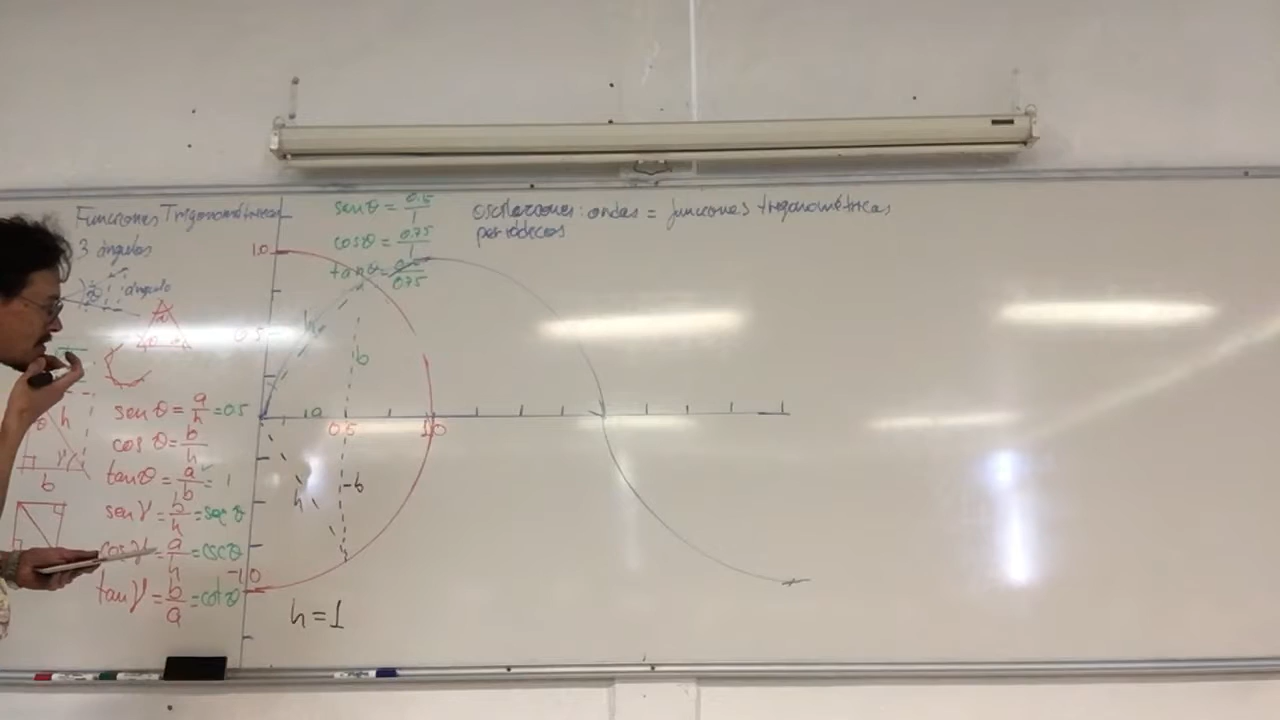 Funciones Trigonométricas
3 ángulos
ángulo
θ
h
θ
γ
b
sen θ = a/h = 0.5
cos θ = b/h
tan θ = a/b = 1
sen γ = b/h = sec θ
cos γ = a/h = csc θ
tan γ = b/a = cot θ
sen θ = 0.5/1
cos θ = 0.75/1
tan θ = 0.5/0.75
oscilaciones: ondas = funciones trigonométricas
periódicas
1.0
0.5
h
b
a
0.5
1.0
h
-b
-1.0
h = 1